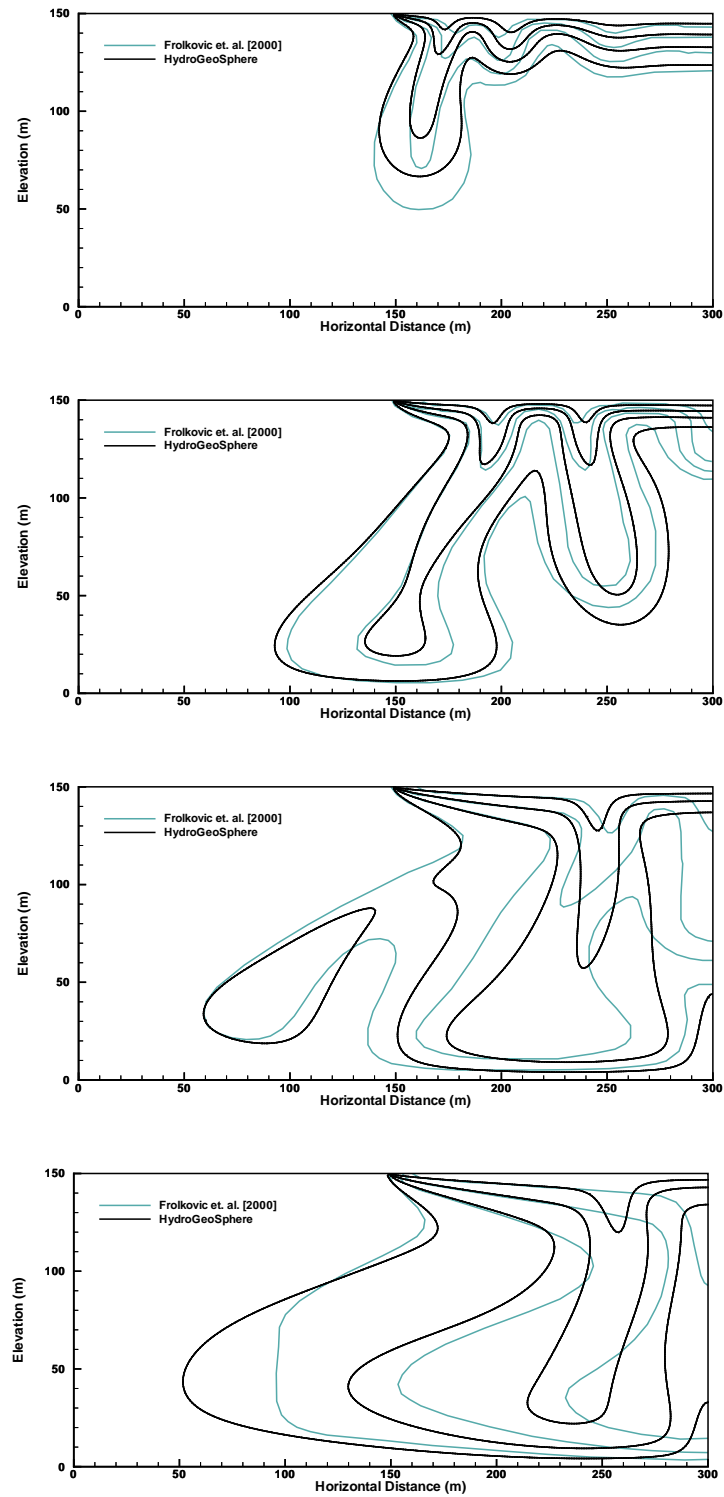 150
Frolkovic et. al. [2000]
HydroGeoSphere
100
Elevation (m)
50
0
0 50 100 150 200 250 300
Horizontal Distance (m)
150
Frolkovic et. al. [2000]
HydroGeoSphere
100
Elevation (m)
50
0
0 50 100 150 200 250 300
Horizontal Distance (m)
150
Frolkovic et. al. [2000]
HydroGeoSphere
100
Elevation (m)
50
0
0 50 100 150 200 250 300
Horizontal Distance (m)
150
Frolkovic et. al. [2000]
HydroGeoSphere
100
Elevation (m)
50
0
0 50 100 150 200 250 300
Horizontal Distance (m)